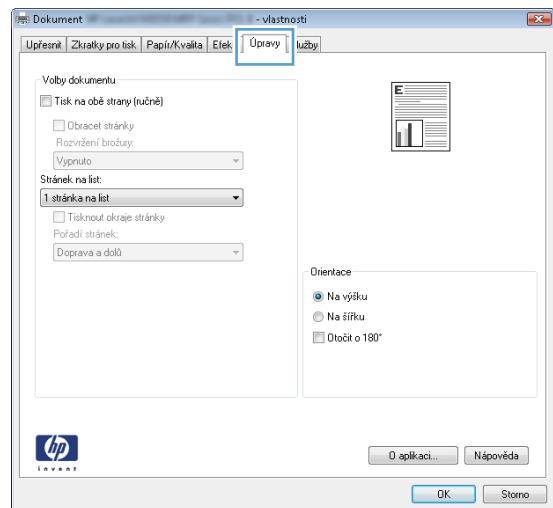 Dokument - vlastnosti
Upřesnit Zkratky pro tisk Papír/Kvalita Efek Úpravy lužby
Volby dokumentu
Tisk na obě strany (ručně)
Obracet stránky
Rozvržení brožury:
Vypnuto
Stránek na list:
1 stránka na list
Tisknout okraje stránky
Pořadí stránek:
Doprava a dolů
E
Orientace
Na výšku
Na šířku
Otočit o 180°
hp
invent
O aplikaci... Nápověda
OK Storno